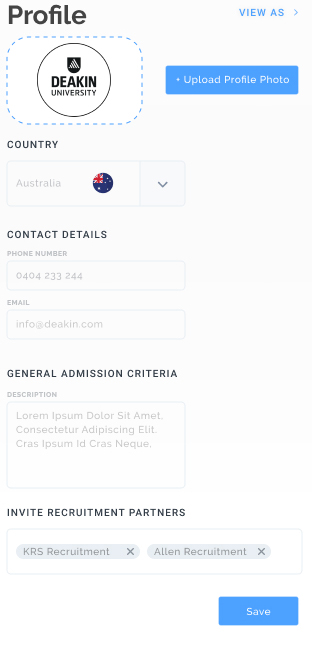 Profile
VIEW AS
DEAKIN
UNIVERSITY
+ Upload Profile Photo
COUNTRY
Australia
CONTACT DETAILS
PHONE NUMBER
0404 233 244
EMAIL
info@deakin.com
GENERAL ADMISSION CRITERIA
DESCRIPTION
Lorem Ipsum Dolor Sit Amet,
Consectetur Adipiscing Elit.
Cras Ipsum Id Cras Neque,
INVITE RECRUITMENT PARTNERS
KRS Recruitment
Allen Recruitment
Save